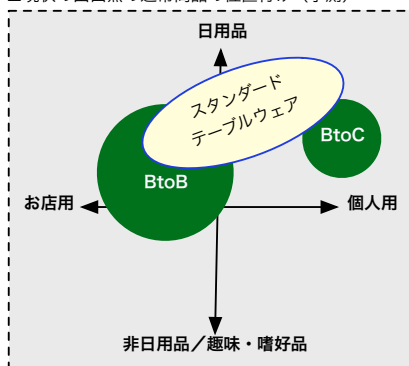 日用品
スタンダード
テーブルウェア
BtoC
BtoB
お店用
個人用
非日用品／趣味・嗜好品